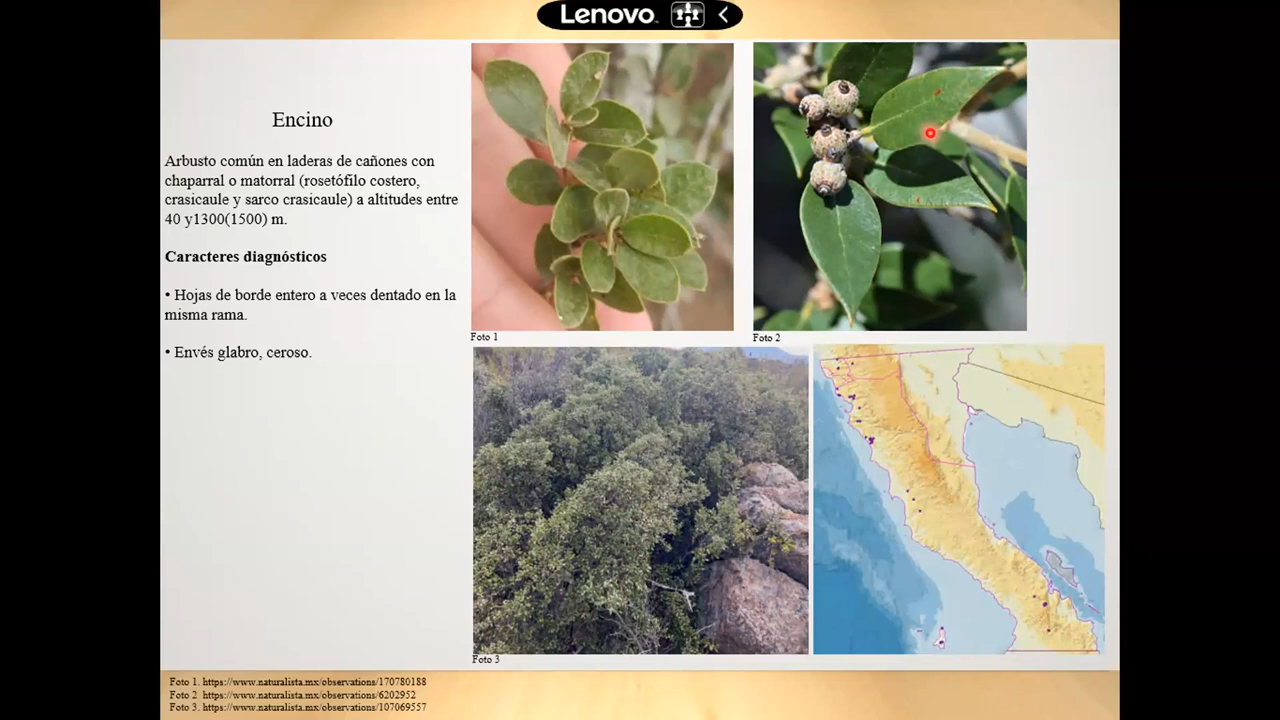 Lenovo
Encino
Arbusto común en laderas de cañones con
chaparral o matorral (rosetófilo costero,
crasicaule y sarco crasicaule) a altitudes entre
40 y1300(1500) m.
Caracteres diagnósticos
• Hojas de borde entero a veces dentado en la
misma rama.
• Envés glabro, ceroso.
Foto 1
Foto 2
Foto 3
Foto 1. https://www.naturalista.mx/observations/170780188
Foto 2 https://www.naturalista.mx/observations/6202952
Foto 3. https://www.naturalista.mx/observations/107069557